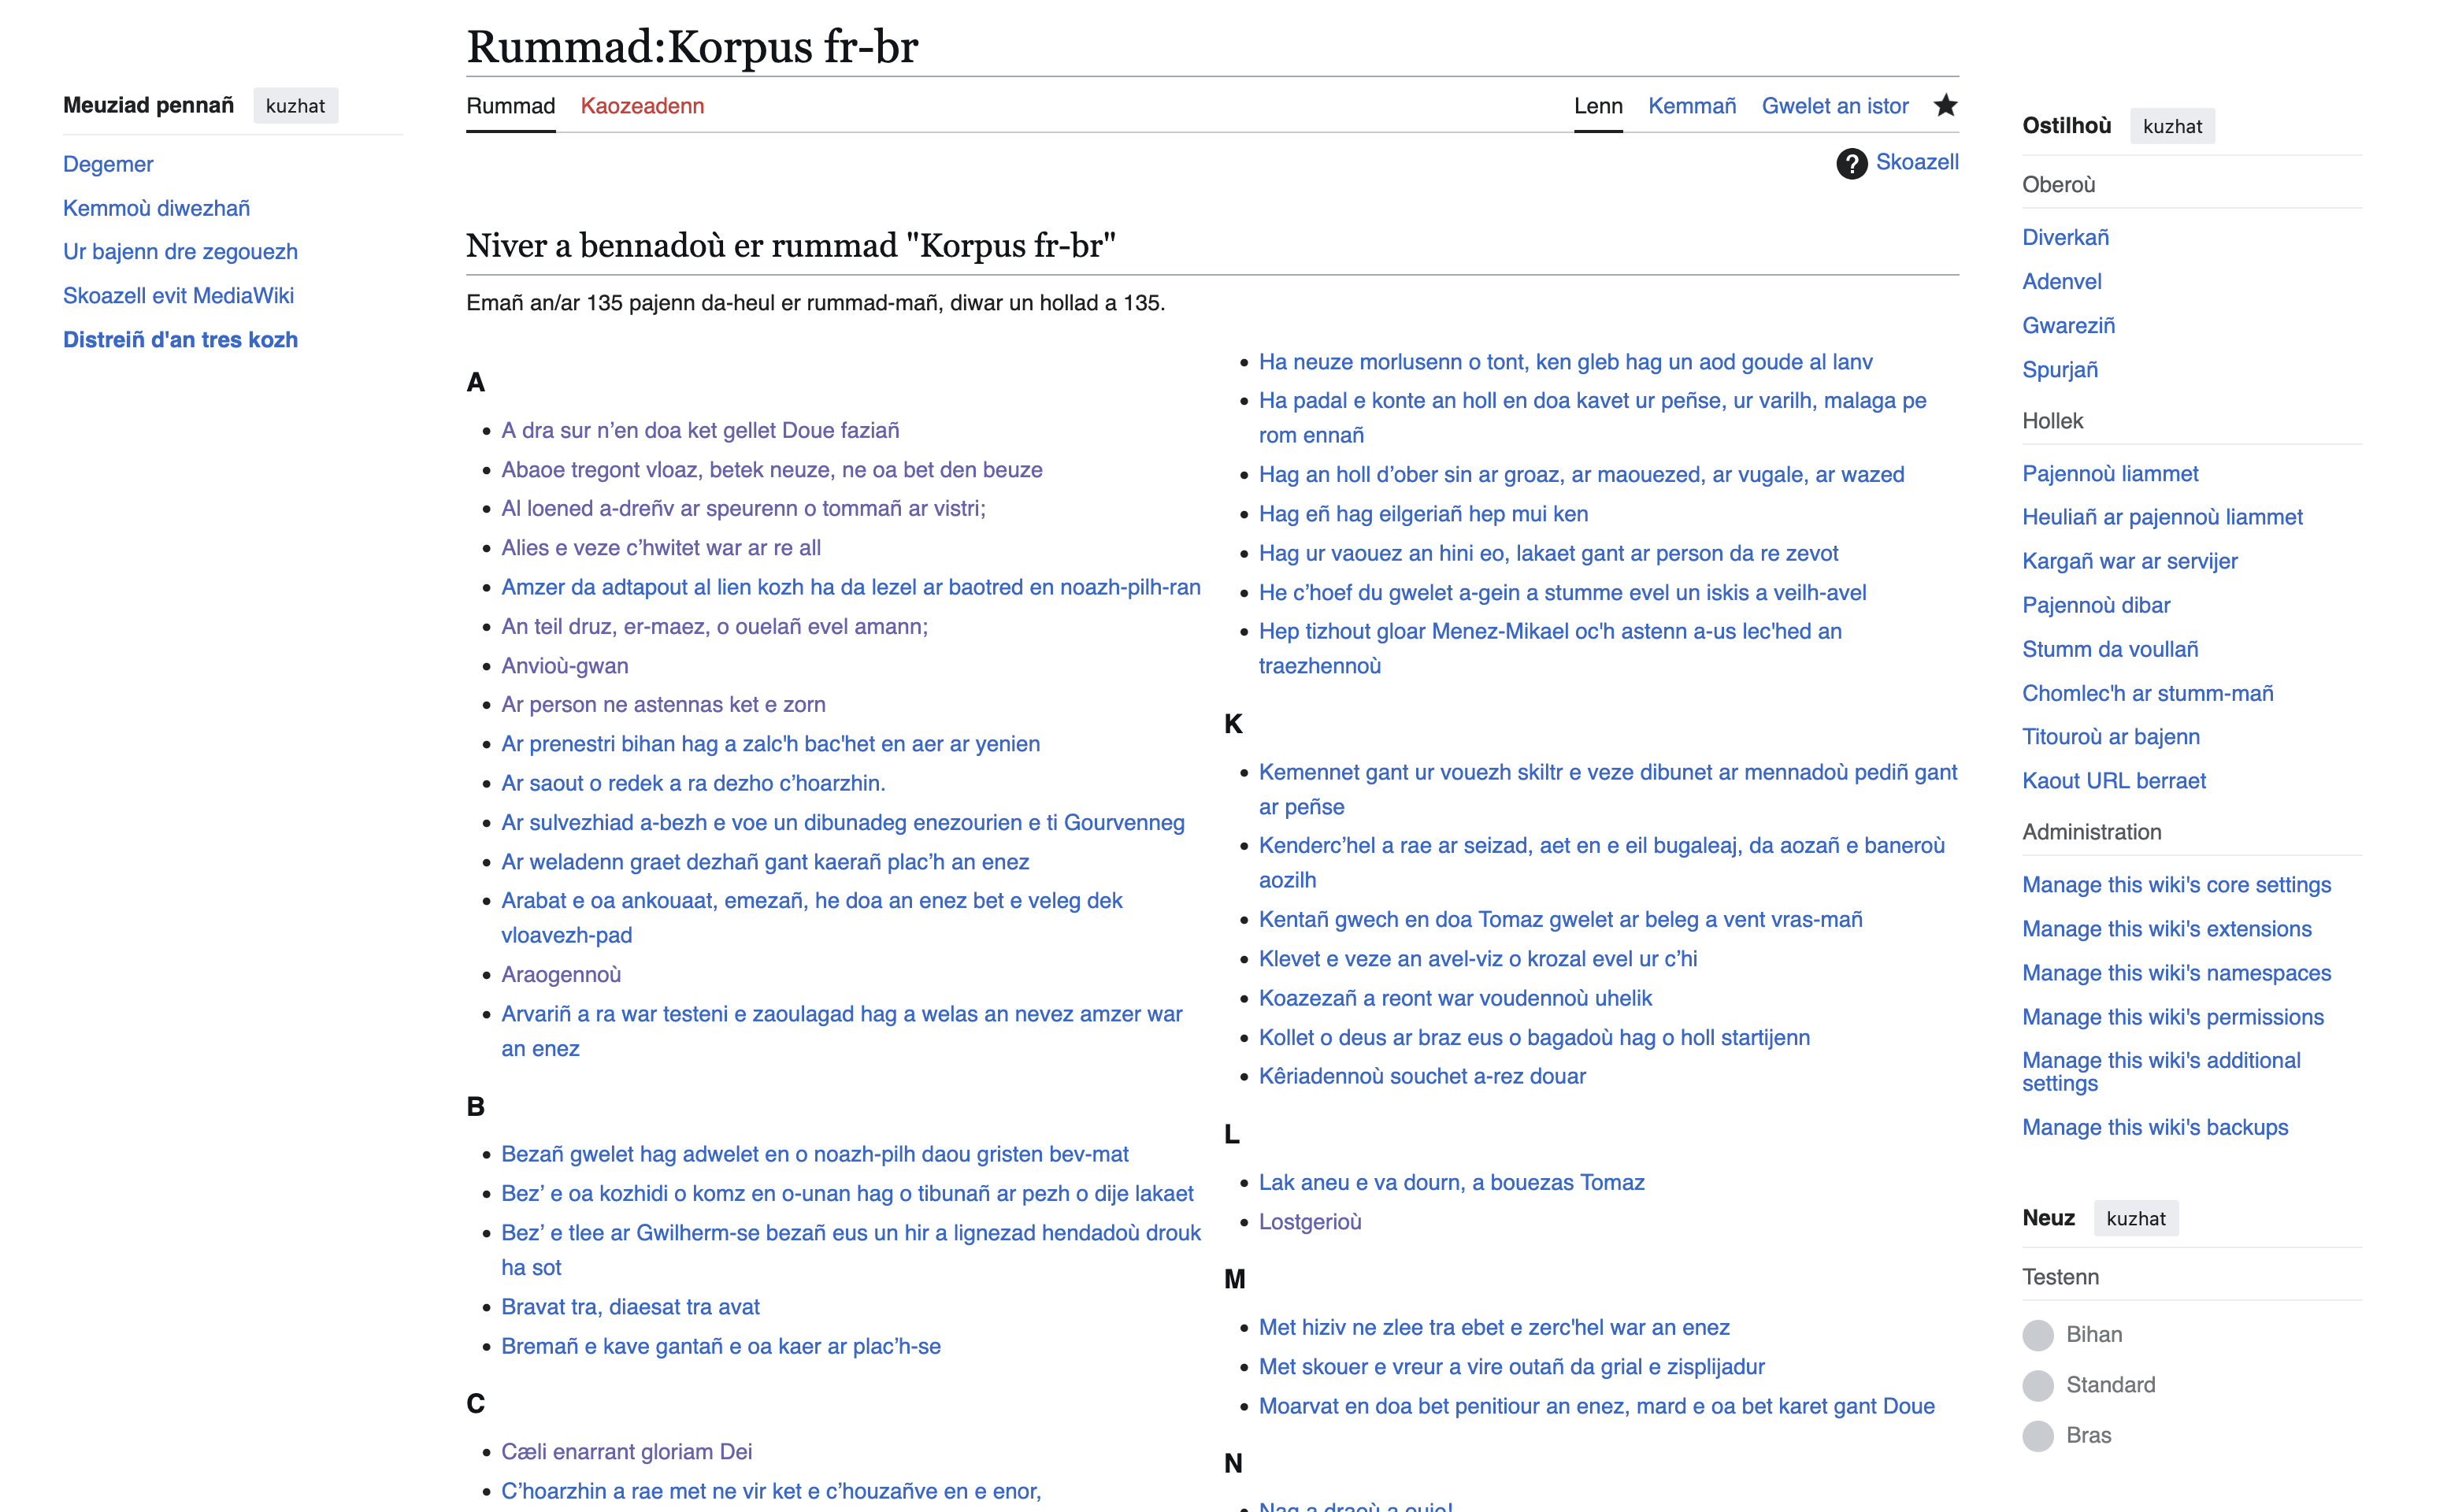 Rummad:Korpus fr-br
Meuziad pennañ kuzhat
Degemer
Kemmoù diwezhañ
Ur bajenn dre zegouezh
Skoazell evit MediaWiki
Distreiñ d'an tres kozh
Rummad Kaozeadenn
Lenn Kemmañ Gwelet an istor
? Skoazell
Niver a bennadoù er rummad "Korpus fr-br"
Emañ an/ar 135 pajenn da-heul er rummad-mañ, diwar un hollad a 135.
A
A dra sur n’en doa ket gellet Doue faziañ
Abaoe tregont vloaz, betek neuze, ne oa bet den beuze
Al loened a-dreñv ar speurenn o tommañ ar vistri;
Alies e veze c’hwitet war ar re all
Amzer da adtapout al lien kozh ha da lezel ar baotred en noazh-pilh-ran
An teil druz, er-maez, o ouelañ evel amann;
Anvioù-gwan
Ar person ne astennas ket e zorn
Ar prenestri bihan hag a zalc'h bac'het en aer ar yenien
Ar saout o redek a ra dezho c’hoarzhin.
Ar sulvezhiad a-bezh e voe un dibunadeg enezourien e ti Gourvenneg
Ar weladenn graet dezhañ gant kaerañ plac’h an enez
Arabat e oa ankouaat, emezañ, he doa an enez bet e veleg dek
vloavezh-pad
Araogennoù
Arvariñ a ra war testeni e zaoulagad hag a welas an nevez amzer war
an enez
B
Bezañ gwelet hag adwelet en o noazh-pilh daou gristen bev-mat
Bez’ e oa kozhidi o komz en o-unan hag o tibunañ ar pezh o dije lakaet
Bez’ e tlee ar Gwilherm-se bezañ eus un hir a lignezad hendadoù drouk
ha sot
Bravat tra, diaesat tra avat
Bremañ e kave gantañ e oa kaer ar plac’h-se
C
Cæli enarrant gloriam Dei
C’hoarzhin a rae met ne vir ket e c’houzañve en e enor,
Ha neuze morlusenn o tont, ken gleb hag un aod goude al lanv
Ha padal e konte an holl en doa kavet ur peñse, ur varilh, malaga pe
rom ennañ
Hag an holl d’ober sin ar groaz, ar maouezed, ar vugale, ar wazed
Hag eñ hag eilgeriañ hep mui ken
Hag ur vaouez an hini eo, lakaet gant ar person da re zevot
He c’hoef du gwelet a-gein a stumme evel un iskis a veilh-avel
Hep tizhout gloar Menez-Mikael oc'h astenn a-us lec'hed an
traezhennoù
K
Kemennet gant ur vouezh skiltr e veze dibunet ar mennadoù pediñ gant
ar peñse
Kenderc’hel a rae ar seizad, aet en e eil bugaleaj, da aozañ e baneroù
aozilh
Kentañ gwech en doa Tomaz gwelet ar beleg a vent vras-mañ
Klevet e veze an avel-viz o krozal evel ur c’hi
Koazezañ a reont war voudennoù uhelik
Kollet o deus ar braz eus o bagadoù hag o holl startijenn
Kêriadennoù souchet a-rez douar
L
Lak aneu e va dourn, a bouezas Tomaz
Lostgerioù
M
Met hiziv ne zlee tra ebet e zerc'hel war an enez
Met skouer e vreur a vire outañ da grial e zisplijadur
Moarvat en doa bet penitiour an enez, mard e oa bet karet gant Doue
N
Nag a draoù a ouie!
Ostilhoù kuzhat
Oberoù
Diverkañ
Adenvel
Gwareziñ
Spurjañ
Hollek
Pajennoù liammet
Heuliañ ar pajennoù liammet
Kargañ war ar servijer
Pajennoù dibar
Stumm da voullañ
Chomlec'h ar stumm-mañ
Titouroù ar bajenn
Kaout URL berraet
Administration
Manage this wiki's core settings
Manage this wiki's extensions
Manage this wiki's namespaces
Manage this wiki's permissions
Manage this wiki's additional
settings
Manage this wiki's backups
Neuz kuzhat
Testenn
Bihan
Standard
Bras